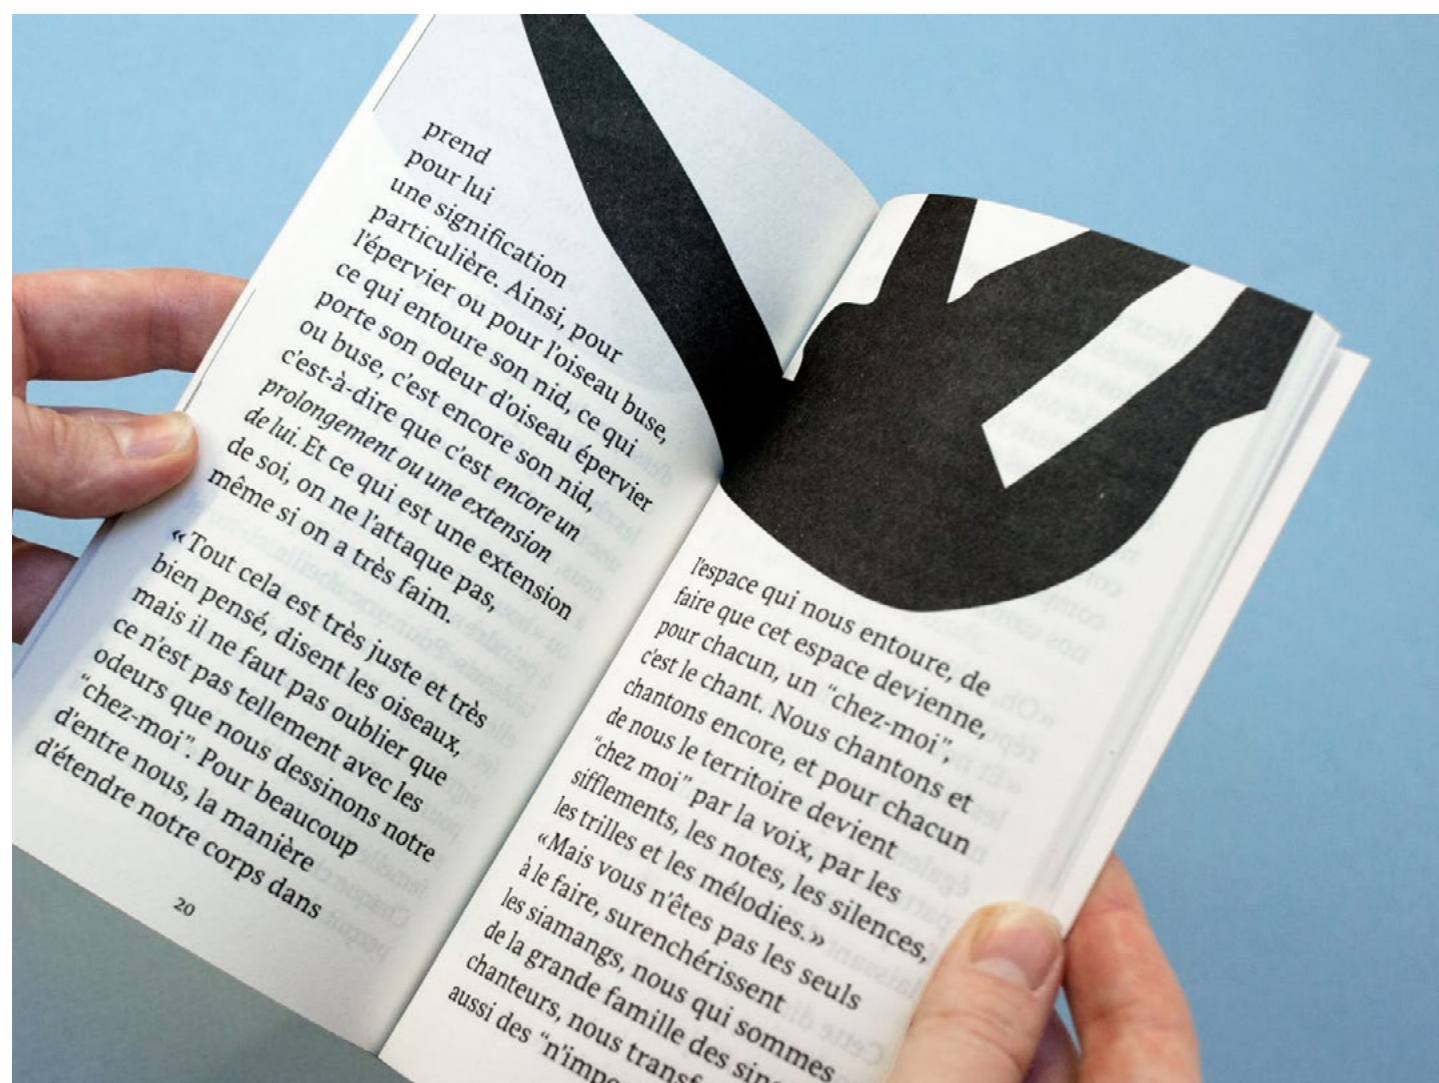 prend
pour lui
une signification
particulière. Ainsi, pour
l'épervier ou pour l'oiseau buse,
ce qui entoure son nid, ce qui
porte son odeur d'oiseau épervier
ou buse, c'est encore son nid,
c'est-à-dire que c'est encore un
prolongement ou une extension
de lui. Et ce qui est une extension
de soi, on ne l'attaque pas,
même si on a très faim.
« Tout cela est très juste et très
bien pensé, disent les oiseaux,
mais il ne faut pas oublier que
ce n'est pas tellement avec les
odeurs que nous dessinons notre
“chez-moi”. Pour beaucoup
d'entre nous, la manière
d'étendre notre corps dans
20
l'espace qui nous entoure, de
faire que cet espace devienne,
pour chacun, un “chez-moi”,
c'est le chant. Nous chantons et
chantons encore, et pour chacun
de nous le territoire devient
“chez moi” par la voix, par les
sifflements, les notes, les silences,
les trilles et les mélodies.»
«Mais vous n'êtes pas les seuls
à le faire, surenchérissent
les siamangs, nous qui sommes
de la grande famille des
chanteurs, nous
aussi des